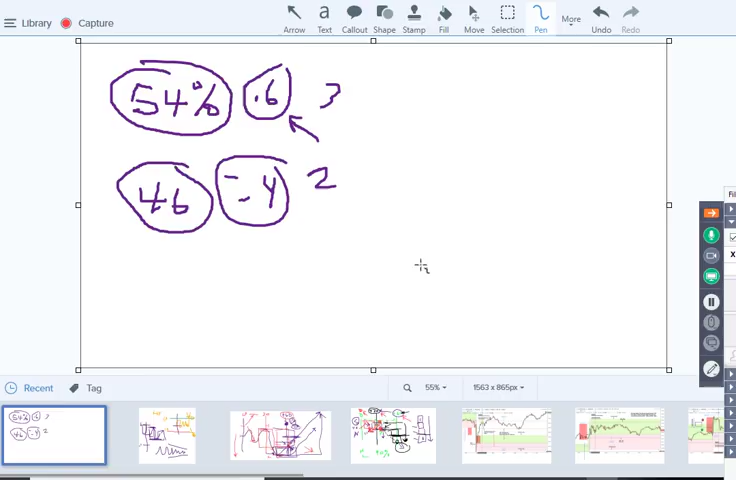 Library
Capture
Arrow
Text
Callout
Shape
Stamp
Fill
Move
Selection
Pen
More
Undo
Redo
54% .6 3
46 -.4 2
Fil
X
Recent
Tag
55%
1563 x 865px